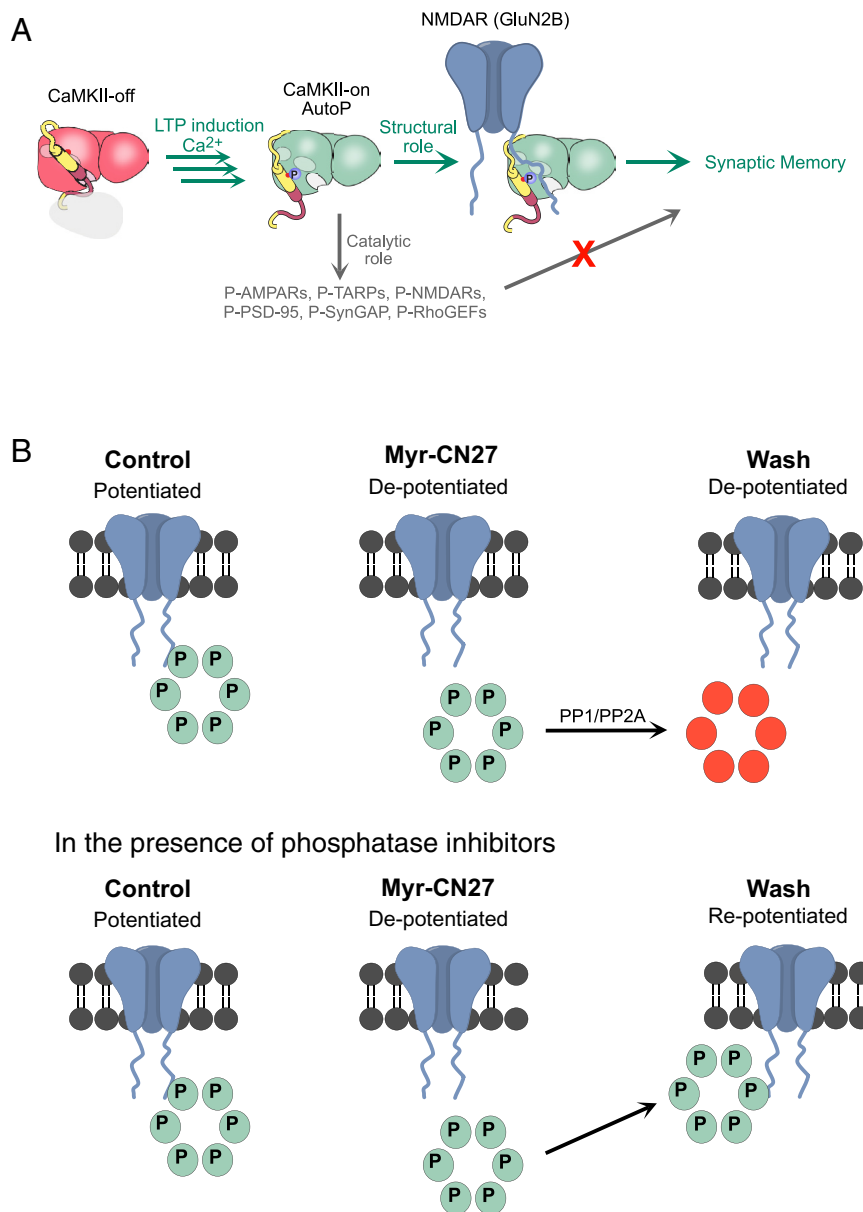 A
NMDAR (GluN2B)
CaMKII-off
LTP induction
Ca2+
CaMKII-on
AutoP
Structural
role
P
P
Synaptic Memory
Catalytic
role
X
P-AMPARs, P-TARPs, P-NMDARs,
P-PSD-95, P-SynGAP, P-RhoGEFs
B
Control
Potentiated
Myr-CN27
De-potentiated
Wash
De-potentiated
P P
P P
P P
P P
P P
P P
PP1/PP2A
In the presence of phosphatase inhibitors
Control
Potentiated
Myr-CN27
De-potentiated
Wash
Re-potentiated
P P
P P
P P
P P
P P
P P
P P
P P
P P